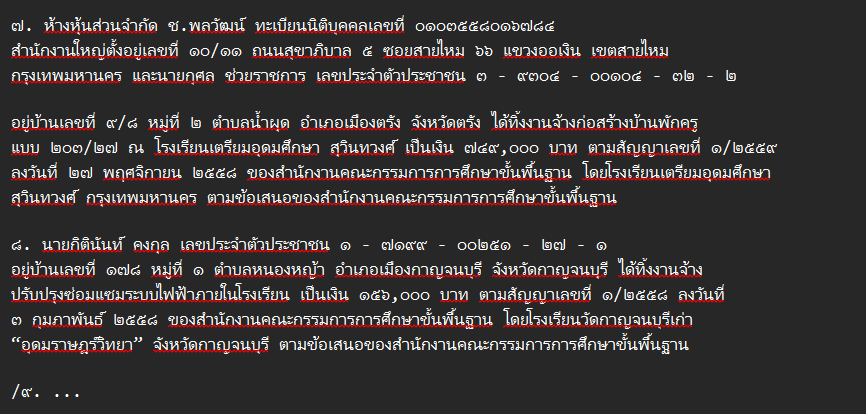 ๗. ห้างหุ้นส่วนจำกัด ช.พลวัฒน์ ทะเบียนนิติบุคคลเลขที่ ๐๑๐๓๕๕๘๐๑๖๗๘๔
สำนักงานใหญ่ตั้งอยู่เลขที่ ๑๐/๑๑ ถนนสุขาภิบาล ๕ ซอยสายไหม ๖๖ แขวงออเงิน เขตสายไหม
กรุงเทพมหานคร และนายกุศล ช่วยราชการ เลขประจำตัวประชาชน ๓ - ๙๓๐๔ - ๐๐๑๐๔ - ๓๒ - ๒
อยู่บ้านเลขที่ ๙/๘ หมู่ที่ ๒ ตำบลน้ำผุด อำเภอเมืองตรัง จังหวัดตรัง ได้ทิ้งงานจ้างก่อสร้างบ้านพักครู
แบบ ๒๐๓/๒๗ ณ โรงเรียนเตรียมอุดมศึกษา สุวินทวงศ์ เป็นเงิน ๗๔๙,๐๐๐ บาท ตามสัญญาเลขที่ ๑/๒๕๕๙
ลงวันที่ ๒๗ พฤศจิกายน ๒๕๕๘ ของสำนักงานคณะกรรมการการศึกษาขั้นพื้นฐาน โดยโรงเรียนเตรียมอุดมศึกษา
สุวินทวงศ์ กรุงเทพมหานคร ตามข้อเสนอของสำนักงานคณะกรรมการการศึกษาขั้นพื้นฐาน
๘. นายกิตินันท์ คงกุล เลขประจำตัวประชาชน ๑ - ๗๑๙๙ - ๐๐๒๕๑ - ๒๗ - ๑
อยู่บ้านเลขที่ ๑๗๘ หมู่ที่ ๑ ตำบลหนองหญ้า อำเภอเมืองกาญจนบุรี จังหวัดกาญจนบุรี ได้ทิ้งงานจ้าง
ปรับปรุงซ่อมแซมระบบไฟฟ้าภายในโรงเรียน เป็นเงิน ๑๕๖,๐๐๐ บาท ตามสัญญาเลขที่ ๑/๒๕๕๘ ลงวันที่
๓ กุมภาพันธ์ ๒๕๕๘ ของสำนักงานคณะกรรมการการศึกษาขั้นพื้นฐาน โดยโรงเรียนวัดกาญจนบุรีเก่า
“อุดมราษฎร์วิทยา” จังหวัดกาญจนบุรี ตามข้อเสนอของสำนักงานคณะกรรมการการศึกษาขั้นพื้นฐาน
/๙. ...